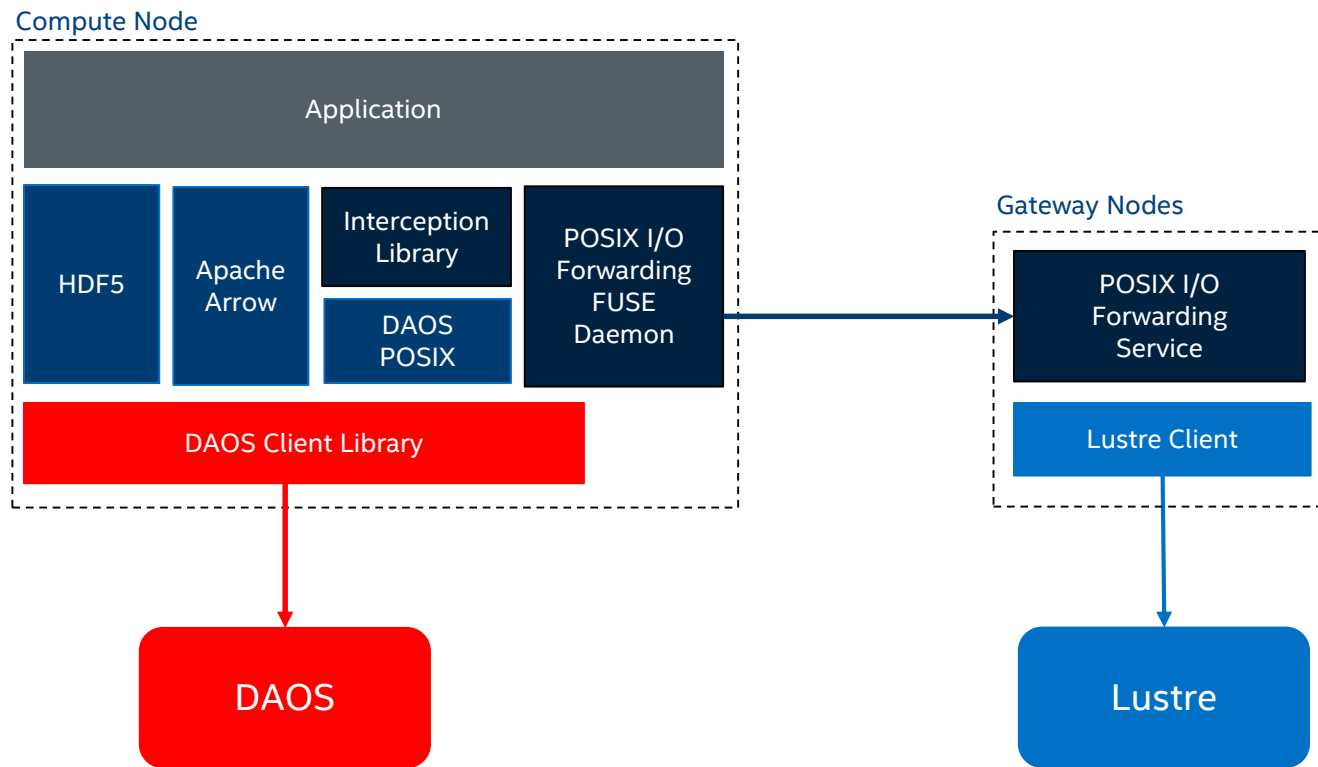 Compute Node
Application
HDF5
Apache
Arrow
Interception
Library
DAOS
POSIX
POSIX I/O
Forwarding
FUSE
Daemon
DAOS Client Library
DAOS
Gateway Nodes
POSIX I/O
Forwarding
Service
Lustre Client
Lustre